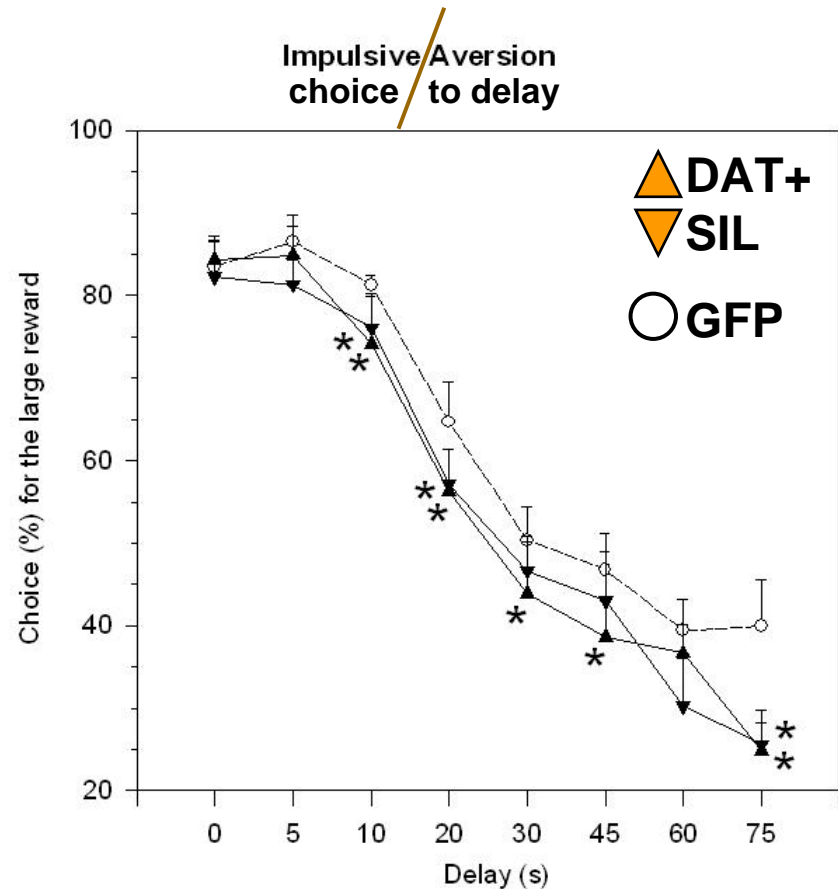 Impulsive Aversion
choice to delay
100
80
60
40
20
Choice (%) for the large reward
DAT+
SIL
GFP
* *
* *
*
*
*
*
0 5 10 20 30 45 60 75
Delay (s)